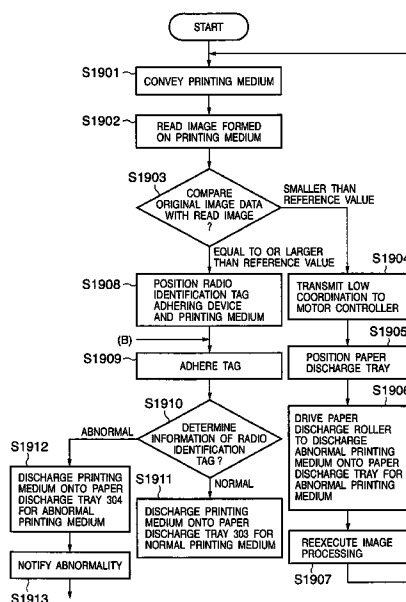 START
S1901
CONVEY PRINTING MEDIUM
S1902
READ IMAGE FORMED
ON PRINTING MEDIUM
S1903
COMPARE
ORIGINAL IMAGE DATA
WITH READ IMAGE
?
SMALLER THAN
REFERENCE VALUE
EQUAL TO OR LARGER
THAN REFERENCE VALUE
S1908
POSITION RADIO
IDENTIFICATION TAG
ADHERING DEVICE
AND PRINTING MEDIUM
(B)
S1909
ADHERE TAG
S1910
DETERMINE
INFORMATION OF RADIO
IDENTIFICATION
TAG ?
ABNORMAL
NORMAL
S1912
DISCHARGE PRINTING
MEDIUM ONTO PAPER
DISCHARGE TRAY 304
FOR ABNORMAL
PRINTING MEDIUM
NOTIFY ABNORMALITY
S1913
S1911
DISCHARGE PRINTING
MEDIUM ONTO PAPER
DISCHARGE TRAY 303 FOR
NORMAL PRINTING MEDIUM
S1904
TRANSMIT LOW
COORDINATION TO
MOTOR CONTROLLER
S1905
POSITION PAPER
DISCHARGE TRAY
S1906
DRIVE PAPER
DISCHARGE ROLLER
TO DISCHARGE
ABNORMAL PRINTING
MEDIUM ONTO PAPER
DISCHARGE TRAY FOR
ABNORMAL PRINTING
MEDIUM
REEXECUTE IMAGE
PROCESSING
S1907